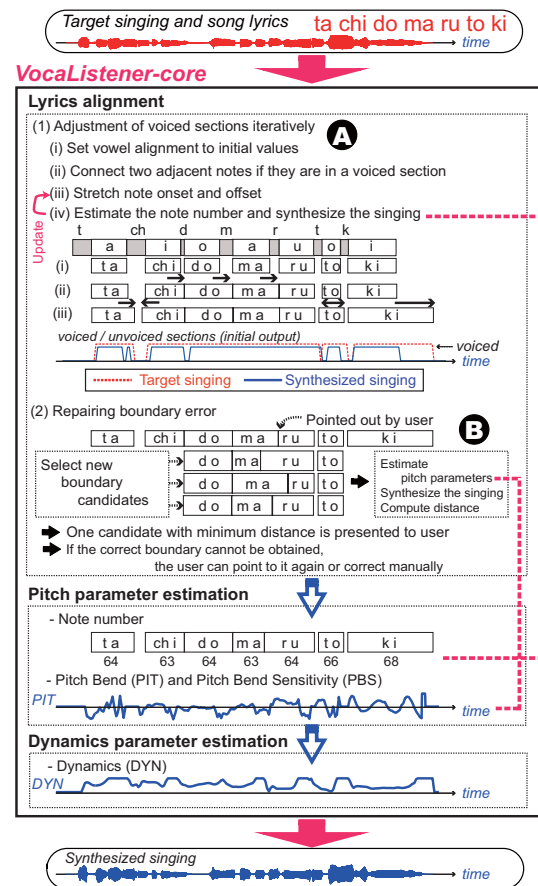 Target singing and song lyrics ta chi do ma ru to ki
time
VocaListener-core
Lyrics alignment
(1) Adjustment of voiced sections iteratively
A
(i) Set vowel alignment to initial values
(ii) Connect two adjacent notes if they are in a voiced section
(iii) Stretch note onset and offset
(iv) Estimate the note number and synthesize the singing
Update
t ch d m r t k
a i o a u o i
(i) t a chi do ma ru to ki
(ii) t a chi do ma ru to ki
(iii) t a chi do ma ru to ki
voiced / unvoiced sections (initial output) voiced
time
Target singing Synthesized singing
(2) Repairing boundary error
Pointed out by user
B
ta chi do ma ru to ki
Select new
boundary
candidates
do ma ru to
do ma ru to
do ma ru to
Estimate
pitch parameters
Synthesize the singing
Compute distance
One candidate with minimum distance is presented to user
If the correct boundary cannot be obtained,
the user can point to it again or correct manually
Pitch parameter estimation
- Note number
ta chi do ma ru to ki
64 63 64 63 64 66 68
- Pitch Bend (PIT) and Pitch Bend Sensitivity (PBS)
PIT
time
Dynamics parameter estimation
- Dynamics (DYN)
DYN
time
Synthesized singing
time